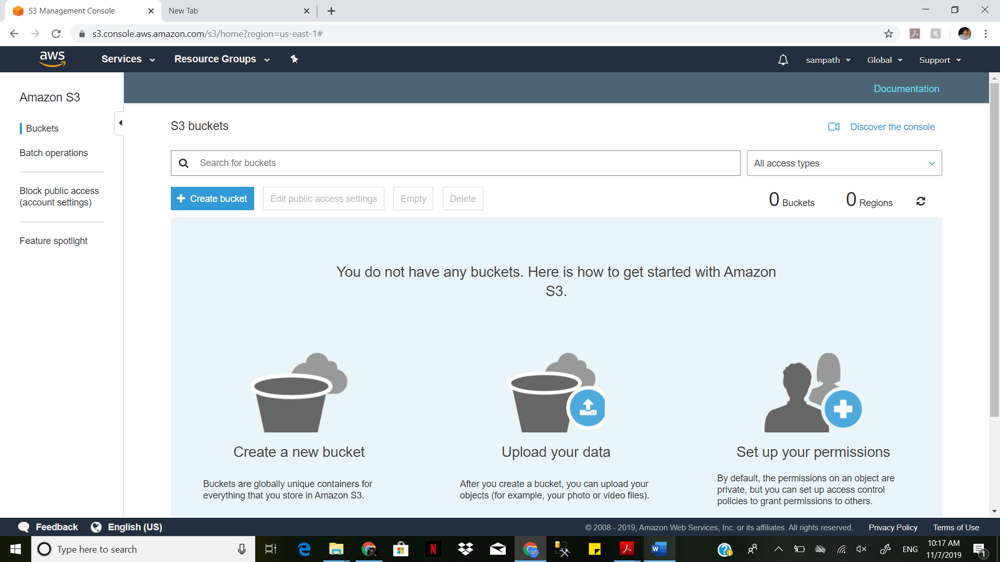 S3 Management Console
New Tab
s3.console.aws.amazon.com/s3/home?region=us-east-1#
aws
Services
Resource Groups
sampath
Global
Support
Documentation
Amazon S3
Buckets
Batch operations
Block public access
(account settings)
Feature spotlight
S3 buckets
Discover the console
Search for buckets
All access types
Create bucket
Edit public access settings
Empty
Delete
0 Buckets
0 Regions
You do not have any buckets. Here is how to get started with Amazon
S3.
Create a new bucket
Buckets are globally unique containers for
everything that you store in Amazon S3.
Upload your data
After you create a bucket, you can upload your
objects (for example, your photo or video files).
Set up your permissions
By default, the permissions on an object are
private, but you can set up access control
policies to grant permissions to others.
Feedback
English (US)
© 2008 - 2019, Amazon Web Services, Inc. or its affiliates. All rights reserved.
Privacy Policy
Terms of Use
Type here to search
ENG
10:17 AM
11/7/2019
1